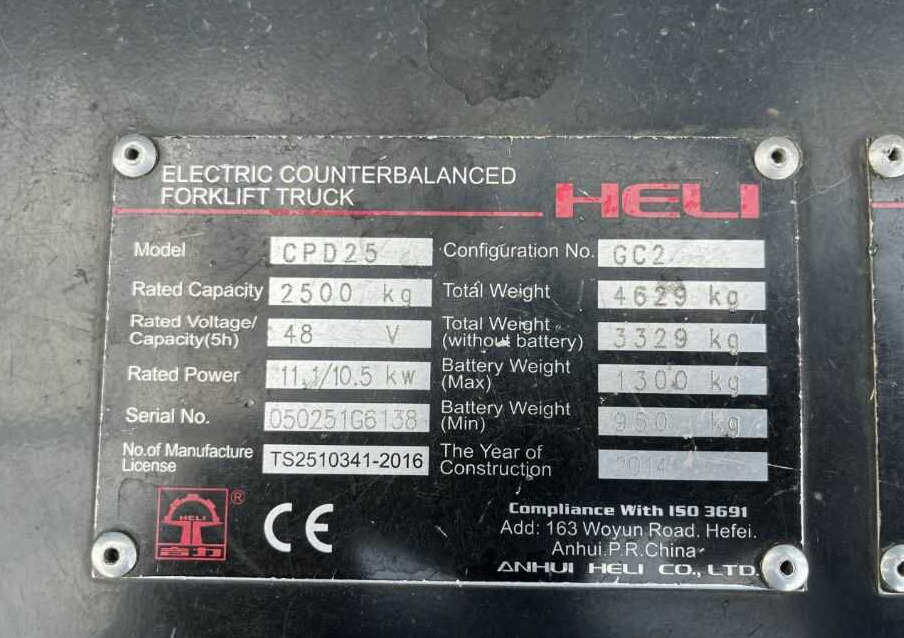 ELECTRIC COUNTERBALANCED
FORKLIFT TRUCK
HELI
Model CPD25 Configuration No. GC2
Rated Capacity 2500 kg Total Weight 4629 kg
Rated Voltage/
Capacity(5h) 48 V Total Weight
(without battery) 3329 kg
Rated Power 11.1/10.5 kw Battery Weight
(Max) 1300 kg
Serial No. 050251G6138 Battery Weight
(Min) 950 kg
No.of Manufacture
License TS2510341-2016 The Year of
Construction 2014
HELI
合力
®
CE
Compliance With ISO 3691
Add: 163 Woyun Road. Hefei.
Anhui.P.R.China
ANHUI HELI CO., LTD.